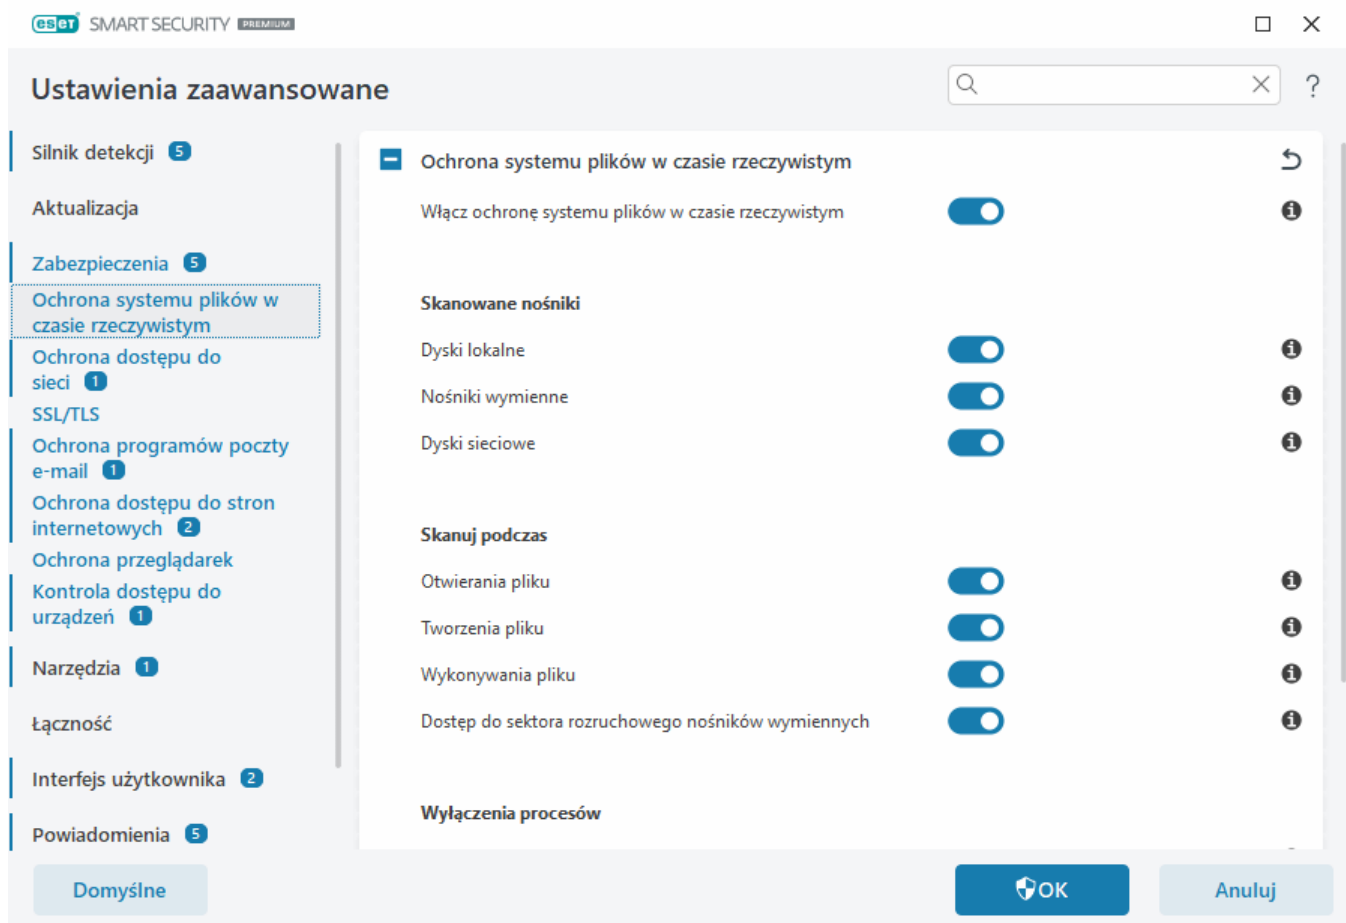 eset SMART SECURITY PREMIUM
Ustawienia zaawansowane
?
Silnik detekcji 5
Aktualizacja
Zabezpieczenia 5
Ochrona systemu plików w
czasie rzeczywistym
Ochrona dostępu do
sieci 1
SSL/TLS
Ochrona programów poczty
e-mail 1
Ochrona dostępu do stron
internetowych 2
Ochrona przeglądarek
Kontrola dostępu do
urządzeń 1
Narzędzia 1
Łączność
Interfejs użytkownika 2
Powiadomienia 5
Ochrona systemu plików w czasie rzeczywistym
Włącz ochronę systemu plików w czasie rzeczywistym
Skanowane nośniki
Dyski lokalne
Nośniki wymienne
Dyski sieciowe
Skanuj podczas
Otwierania pliku
Tworzenia pliku
Wykonywania pliku
Dostęp do sektora rozruchowego nośników wymiennych
Wyłączenia procesów
Domyślne
OK
Anuluj